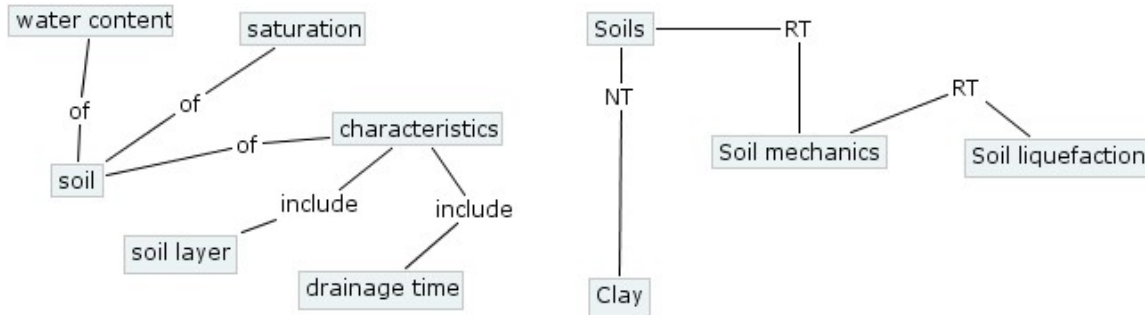 water content
saturation
of
of
characteristics
of
soil
include
include
soil layer
drainage time
Soils
RT
NT
RT
Soil mechanics
Soil liquefaction
Clay